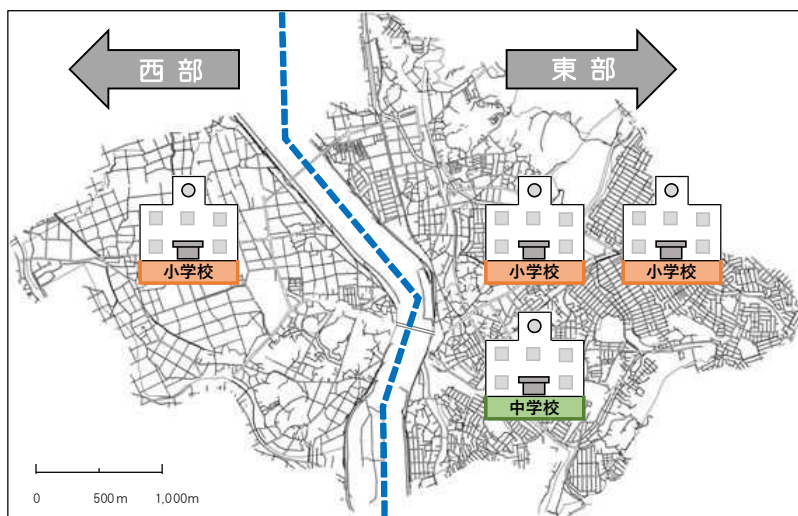 西部
東部
小学校
小学校
小学校
中学校
0 500m 1,000m